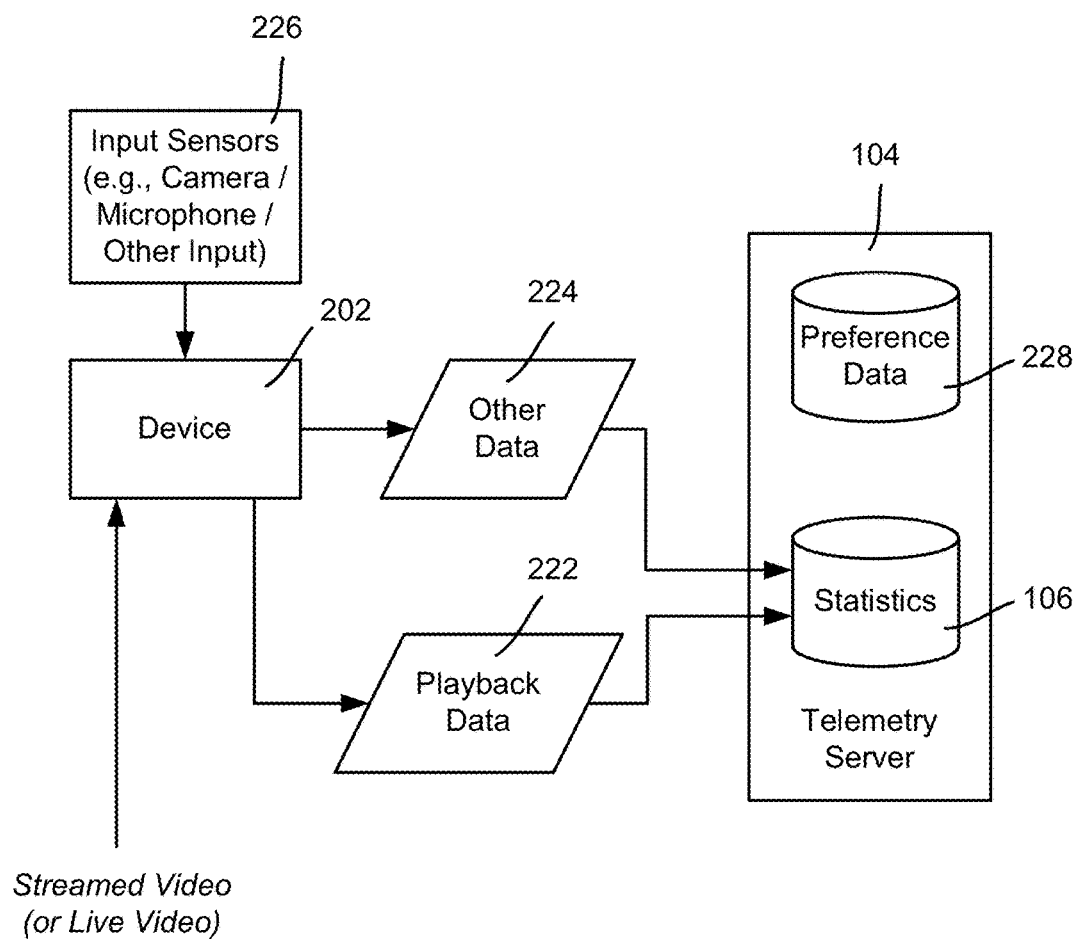 226
Input Sensors
(e.g., Camera /
Microphone /
Other Input)
104
202
224
Preference
Data
228
Device
Other
Data
222
Statistics
106
Playback
Data
Telemetry
Server
Streamed Video
(or Live Video)